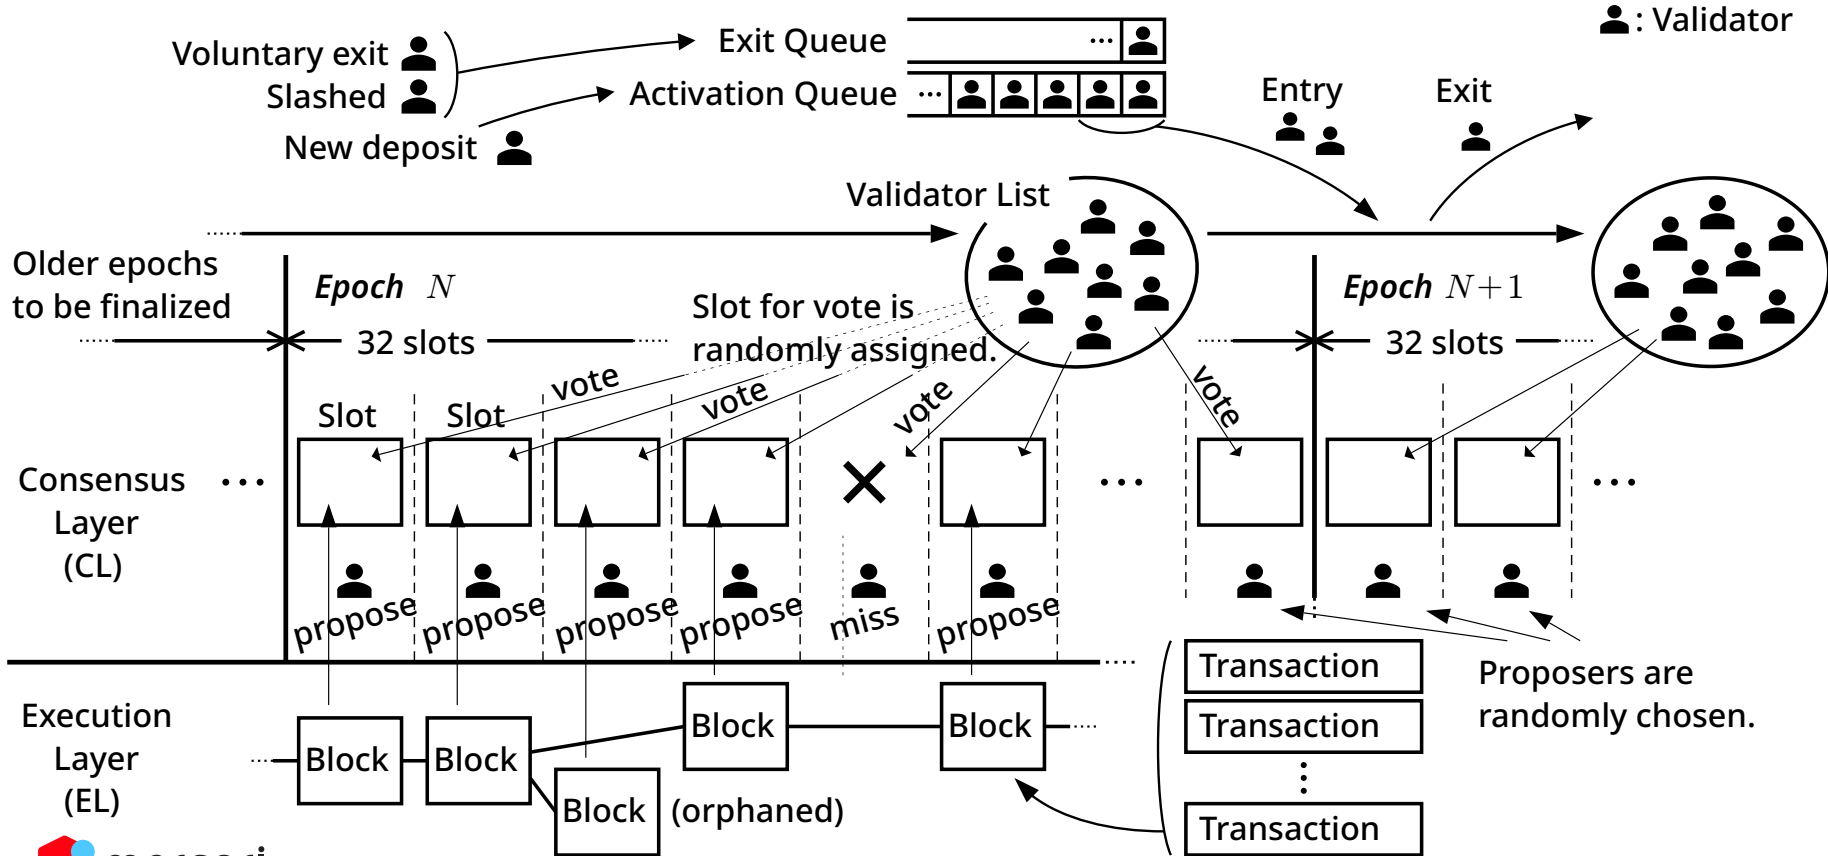 : Validator
Voluntary exit
Slashed
New deposit
Exit Queue
...
Activation Queue
...
Entry
Exit
Validator List
Older epochs
to be finalized
Epoch N
32 slots
Slot for vote is
randomly assigned.
Epoch N+1
32 slots
vote
vote
vote
vote
Slot
Slot
Consensus
Layer
(CL)
...
...
...
propose
propose
propose
propose
miss
propose
Execution
Layer
(EL)
Block
Block
Block
(orphaned)
Block
Block
Transaction
Transaction
Transaction
Proposers are
randomly chosen.